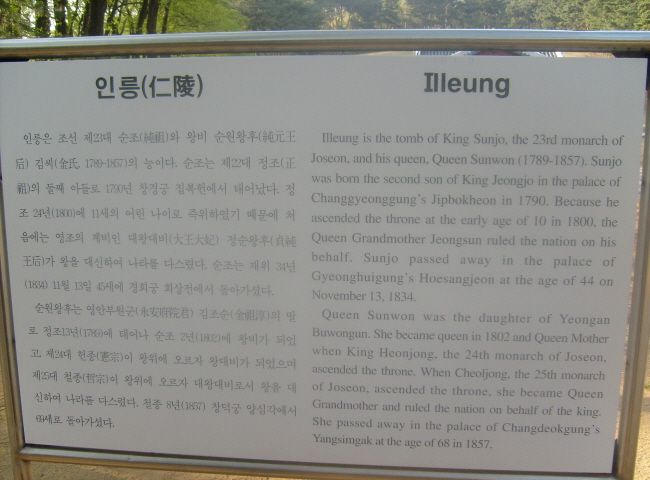 인릉(仁陵)
인릉은 조선 제23대 순조(純祖)와 왕비 순원왕후(純元王
后) 김씨(金氏, 1789-1857)의 능이다. 순조는 제22대 정조(正
祖)의 둘째 아들로 1790년 창경궁 집복헌에서 태어났다. 정
조 24년(1800)에 11세의 어린 나이로 즉위하였기 때문에 처
음에는 영조의 계비인 대왕대비(大王大妃) 정순왕후(貞純
王后)가 왕을 대신하여 나라를 다스렸다. 순조는 재위 34년
(1834) 11월 13일 45세에 경희궁 회상전에서 돌아가셨다.
순원왕후는 영안부원군(永安府院君) 김조순(金祖淳)의 딸
로 정조13년(1789)에 태어나 순조 2년(1802)에 왕비가 되었
고, 제24대 헌종(憲宗)이 왕위에 오르자 왕대비가 되었으며
제25대 철종(哲宗)이 왕위에 오르자 대왕대비로서 왕을 대
신하여 나라를 다스렸다. 철종 8년(1857) 창덕궁 양심각에서
69세로 돌아가셨다.
Illeung
Illeung is the tomb of King Sunjo, the 23rd monarch of
Joseon, and his queen, Queen Sunwon (1789-1857). Sunjo
was born the second son of King Jeongjo in the palace of
Changgyeonggung's Jipbokheon in 1790. Because he
ascended the throne at the early age of 10 in 1800, the
Queen Grandmother Jeongsun ruled the nation on his
behalf. Sunjo passed away in the palace of
Gyeonghuigung's Hoesangjeon at the age of 44 on
November 13, 1834.
Queen Sunwon was the daughter of Yeongan
Buwongun. She became queen in 1802 and Queen Mother
when King Heonjong, the 24th monarch of Joseon,
ascended the throne. When Cheoljong, the 25th monarch
of Joseon, ascended the throne, she became Queen
Grandmother and ruled the nation on behalf of the king.
She passed away in the palace of Changdeokgung's
Yangsimgak at the age of 68 in 1857.